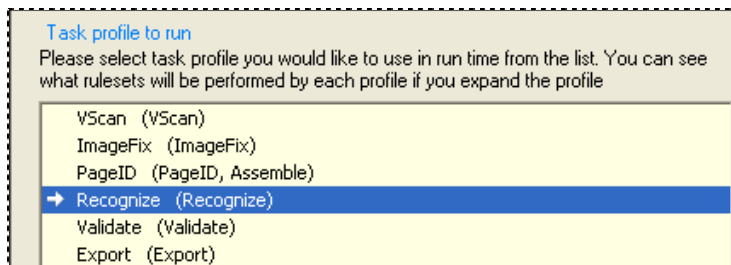 Task profile to run
Please select task profile you would like to use in run time from the list. You can see
what rulesets will be performed by each profile if you expand the profile
VScan (VScan)
ImageFix (ImageFix)
PageID (PageID, Assemble)
Recognize (Recognize)
Validate (Validate)
Export (Export)